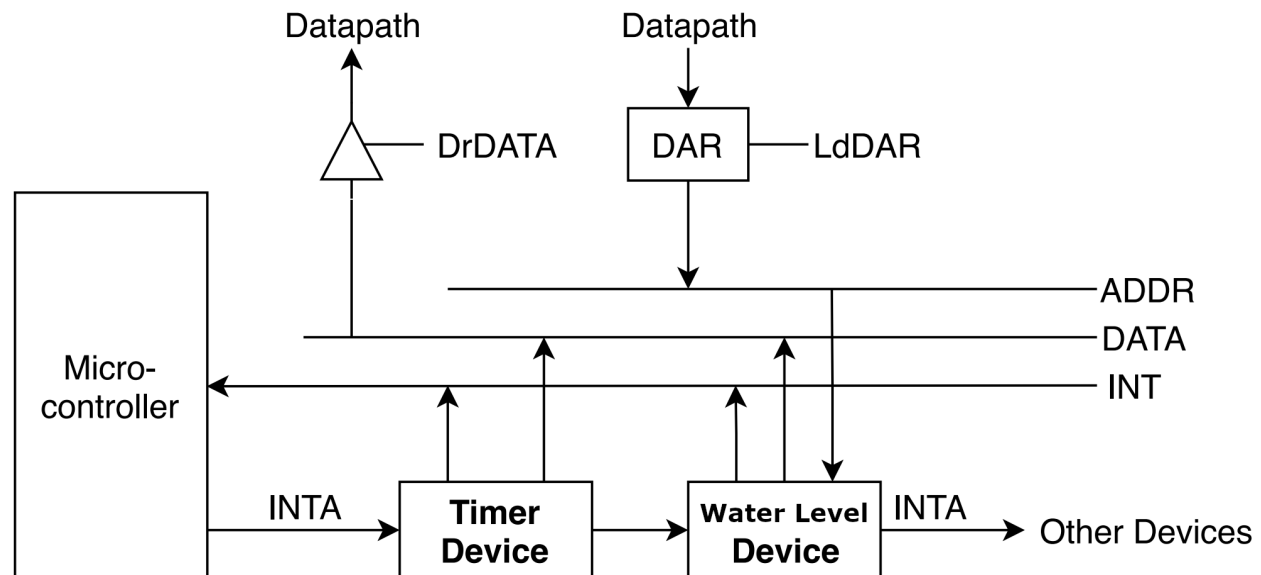 Datapath
Datapath
DrDATA
DAR
LdDAR
ADDR
DATA
INT
Micro-
controller
INTA
Timer
Device
Water Level
Device
INTA
Other Devices